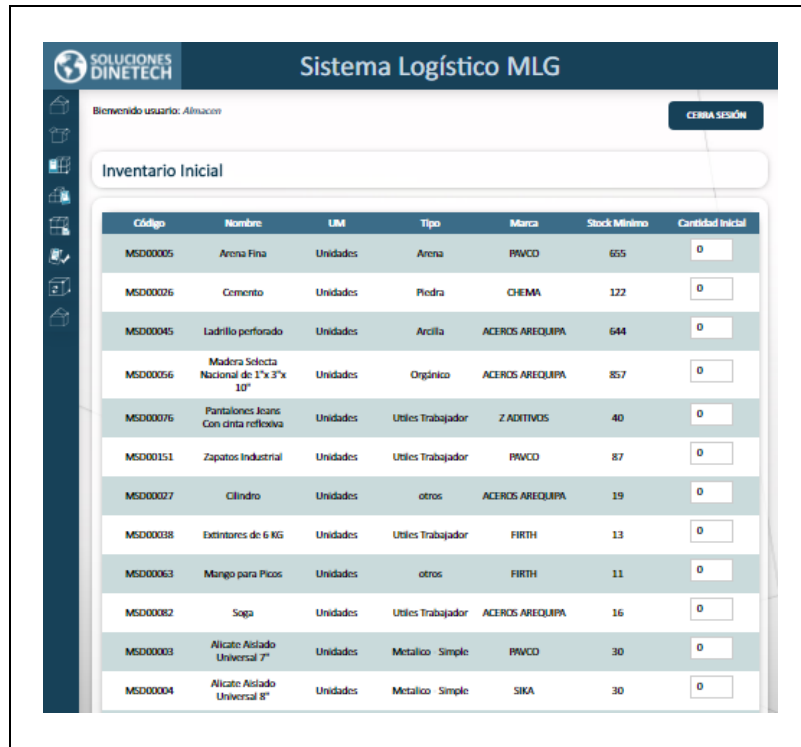 SOLUCIONES
DINETECH
Sistema Logístico MLG
Bienvenido usuario: Almacen
CERRA SESIÓN
Inventario Inicial
Código Nombre UM Tipo Marca Stock Minimo Cantidad Inicial
MSD00005 Arena Fina Unidades Arena PAVCO 655 0
MSD00026 Cemento Unidades Piedra CHEMA 122 0
MSD00045 Ladrillo perforado Unidades Arcilla ACEROS AREQUIPA 644 0
Madera Selecta
MSD00056 Nacional de 1"x 3"x Unidades Orgánico ACEROS AREQUIPA 857 0
10"
Pantalones Jeans
MSD00076 Con cinta reflexiva Unidades Utiles Trabajador Z ADITIVOS 40 0
MSD00151 Zapatos Industrial Unidades Utiles Trabajador PAVCO 87 0
MSD00027 Cilindro Unidades otros ACEROS AREQUIPA 19 0
MSD00038 Extintores de 6 KG Unidades Utiles Trabajador FIRTH 13 0
MSD00063 Mango para Picos Unidades otros FIRTH 11 0
MSD00082 Soga Unidades Utiles Trabajador ACEROS AREQUIPA 16 0
Alicate Aislado
MSD00003 Universal 7" Unidades Metalico Simple PAVCO 30 0
Alicate Aislado
MSD00004 Universal 8" Unidades Metalico Simple SIKA 30 0